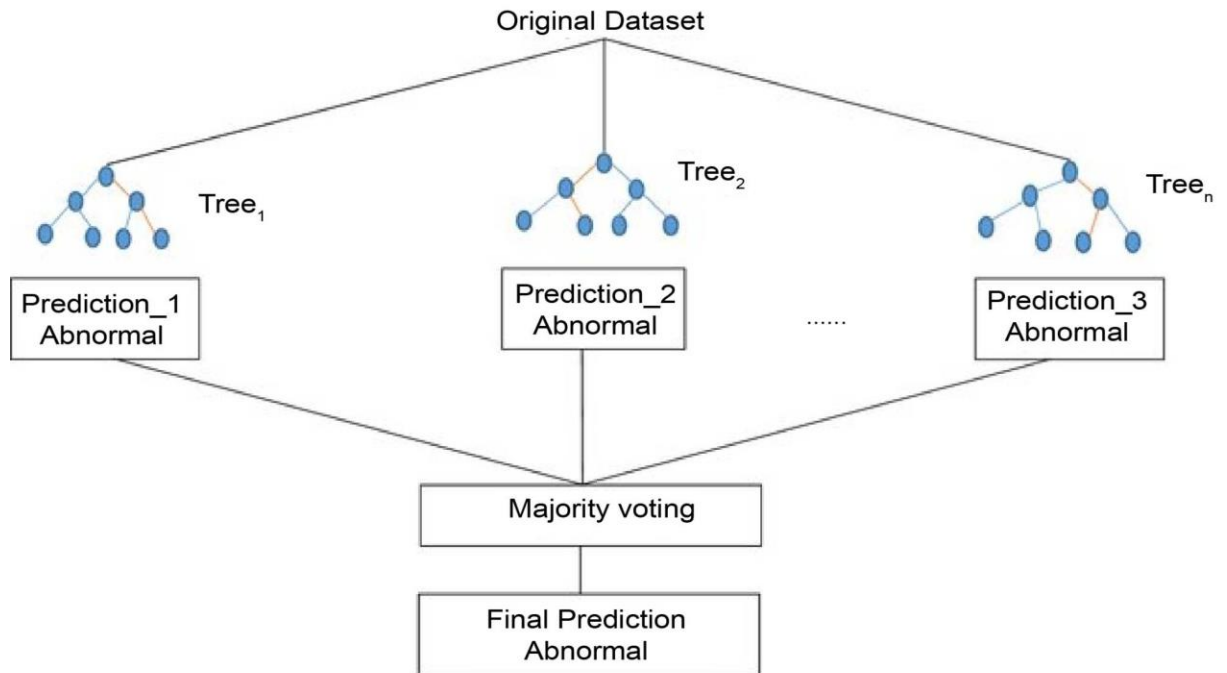 Original Dataset
Tree₁
Tree₂
Treeₙ
Prediction_1
Abnormal
Prediction_2
Abnormal
......
Prediction_3
Abnormal
Majority voting
Final Prediction
Abnormal